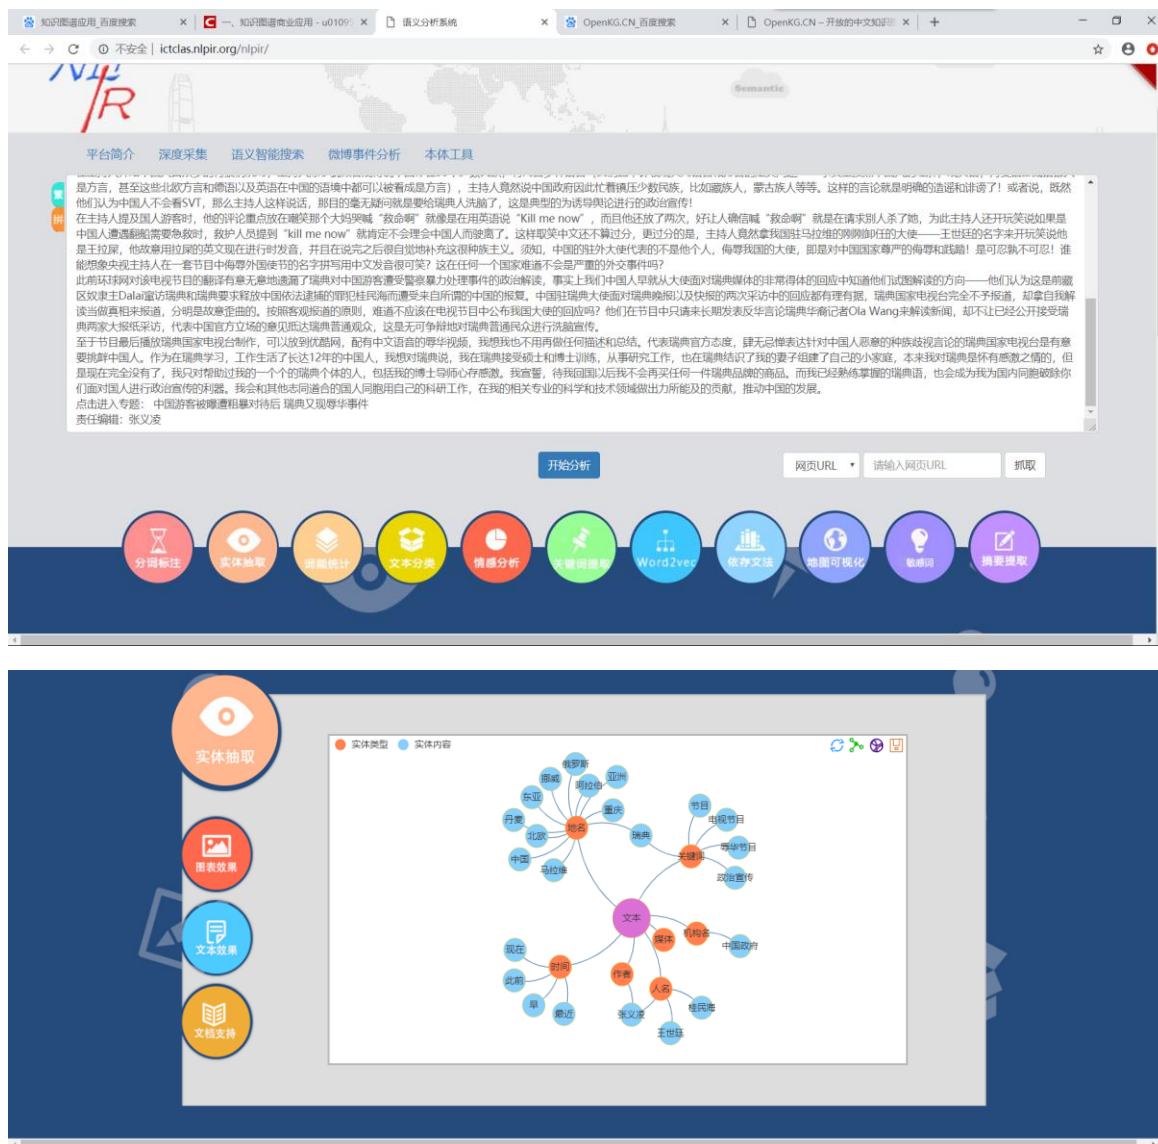 知识图谱应用_百度搜索
一、知识图谱商业应用 - u0109
语义分析系统
OpenKG.CN_百度搜索
OpenKG.CN – 开放的中文知识图
不安全 | ictclas.nlpir.org/nlpir/
NLP
IR
Semantic
平台简介 深度采集 语义智能搜索 微博事件分析 本体工具
是方言，甚至这些北欧方言和德语以及英语在中国的语境中都可以被看成是方言），主持人竟然说中国政府因此忙着镇压少数民族，比如藏族人，蒙古族人等等。这样的言论就是明确的造谣和诽谤了！或者说，既然
他们认为中国人不会看SVT，那么主持人这样说话，那目的毫无疑问就是要给瑞典人洗脑了，这是典型的为诱导舆论进行的政治宣传！
在主持人提及国人游客时，他的评论重点放在嘲笑那个大妈哭喊“救命啊”就像是在用英语说“Kill me now”，而且他还放了两次，好让人确信喊“救命啊”就是在请求别人杀了她，为此主持人还开玩笑说如果是
中国人遭遇翻船需要急救时，救护人员提到“kill me now”就肯定不会理会中国人而驶离了。这样取笑中文还不算过分，更过分的是，主持人竟然拿我国驻马拉维的刚刚卸任的大使——王世廷的名字来开玩笑说他
是王拉屎，他故意用拉屎的英文现在进行时发音，并且在说完之后很自觉地补充这很种族主义。须知，中国的驻外大使代表的不是他个人，侮辱我国的大使，即是对中国国家尊严的侮辱和践踏！是可忍孰不可忍！谁
能想象央视主持人在一套节目中侮辱外国使节的名字拼写用中文发音很可笑？这在任何一个国家难道不会是严重的外交事件吗？
此前环球网对该电视节目的翻译有意无意地遗漏了瑞典对中国游客遭受警察暴力处理事件的政治解读，事实上我们中国人早就从大使面对瑞典媒体的非常得体的回应中知道他们试图解读的方向——他们认为这是前藏
区奴隶主Dalai窜访瑞典和瑞典要求释放中国依法逮捕的罪犯桂民海而遭受来自所谓的中国的报复。中国驻瑞典大使面对瑞典晚报以及快报的两次采访中的回应都有理有据，瑞典国家电视台完全不予报道，却拿自我解
读当做真相来报道，分明是故意歪曲的。按照客观报道的原则，难道不应该在电视节目中公布我国大使的回应吗？他们在节目中只请来长期发表反华言论瑞典华裔记者Ola Wang来解读新闻，却不让已经公开接受瑞
典两家大报纸采访，代表中国官方立场的意见抵达瑞典普通观众，这是无可争辩地对瑞典普通民众进行洗脑宣传。
至于节目最后播放瑞典国家电视台制作，可以放到优酷网，配有中文语音的辱华视频，我想我也不用再做任何描述和总结。代表瑞典官方态度，肆无忌惮表达针对中国人恶意的种族歧视言论的瑞典国家电视台是有意
要挑衅中国人。作为在瑞典学习，工作生活了长达12年的中国人，我想对瑞典说，我在瑞典接受硕士和博士训练，从事研究工作，也在瑞典结识了我的妻子组建了自己的小家庭，本来我对瑞典是怀有感激之情的，但
是现在完全没有了，我只对帮助过我的一个个的瑞典个体的人，包括我的博士导师心存感激。我宣誓，待我回国以后我不会再买任何一件瑞典品牌的商品。而我已经熟练掌握的瑞典语，也会成为我为国内同胞破除你
们面对国人进行政治宣传的利器。我会和其他志同道合的国人同胞用自己的科研工作，在我的相关专业的科学和技术领域做出力所能及的贡献，推动中国的发展。
点击进入专题： 中国游客被曝遭粗暴对待后 瑞典又现辱华事件
责任编辑：张义凌
开始分析 网页URL 请输入网页URL 抓取
分词标注 实体抽取 词频统计 文本分类 情感分析 关键词提取 Word2vec 依存文法 地图可视化 敏感词 摘要提取
实体抽取
图表效果
文本效果
文档支持
实体类型 实体内容
俄罗斯
挪威 阿拉伯 亚洲
东亚 重庆 节目
丹麦 地名 电视节目
北欧 瑞典 辱华节目
中国 马拉维 关键词
政治宣传
文本
媒体 机构名 中国政府
现在 时间 作者 人名
此前
早 最近 张义凌 桂民海
王世廷